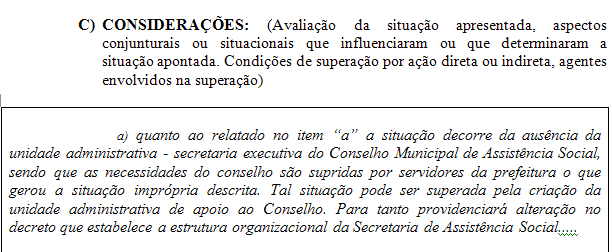 C) CONSIDERAÇÕES: (Avaliação da situação apresentada, aspectos
conjunturais ou situacionais que influenciaram ou que determinaram a
situação apontada. Condições de superação por ação direta ou indireta, agentes
envolvidos na superação)
a) quanto ao relatado no item “a” a situação decorre da ausência da
unidade administrativa - secretaria executiva do Conselho Municipal de Assistência Social,
sendo que as necessidades do conselho são supridas por servidores da prefeitura o que
gerou a situação imprópria descrita. Tal situação pode ser superada pela criação da
unidade administrativa de apoio ao Conselho. Para tanto providenciará alteração no
decreto que estabelece a estrutura organizacional da Secretaria de Assistência Social.....